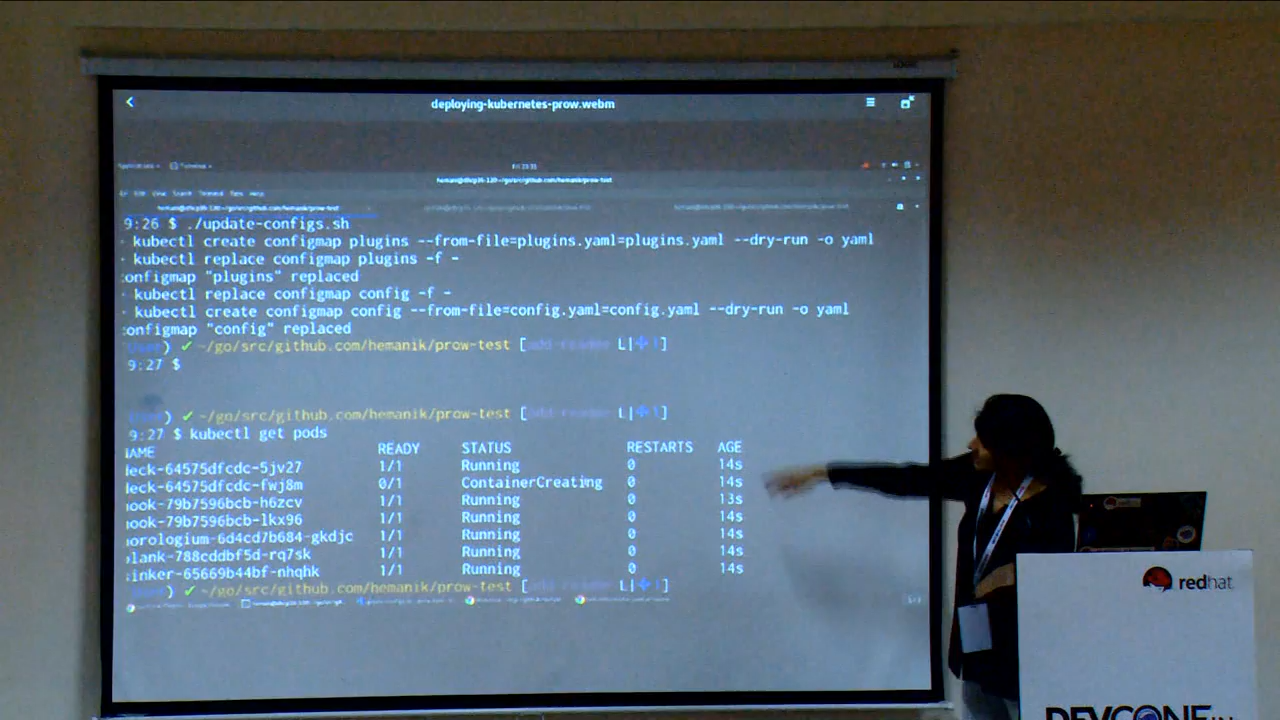 deploying-kubernetes-prow.webm
9:26 $ ./update-configs.sh
kubectl create configmap plugins --from-file=plugins.yaml=plugins.yaml --dry-run -o yaml
kubectl replace configmap plugins -f -
onfigmap "plugins" replaced
kubectl replace configmap config -f -
kubectl create configmap config --from-file=config.yaml=config.yaml --dry-run -o yaml
onfigmap "config" replaced
) ✔ ~/go/src/github.com/hemanik/prow-test [ L| ]
9:27 $
) ✔ ~/go/src/github.com/hemanik/prow-test [ L| ]
9:27 $ kubectl get pods
AME READY STATUS RESTARTS AGE
eck-64575dfcdc-5jv27 1/1 Running 0 14s
eck-64575dfcdc-fwj8m 0/1 ContainerCreating 0 14s
ook-79b7596bcb-h6zcv 1/1 Running 0 13s
ook-79b7596bcb-lkx96 1/1 Running 0 14s
orologium-6d4cd7b684-gkdjc 1/1 Running 0 14s
lank-788cddbf5d-rq7sk 1/1 Running 0 14s
inker-65669b44bf-nhqhk 1/1 Running 0 14s
) ✔ ~/go/src/github.com/hemanik/prow-test [ L| ]
redhat
DEVCONF.IN